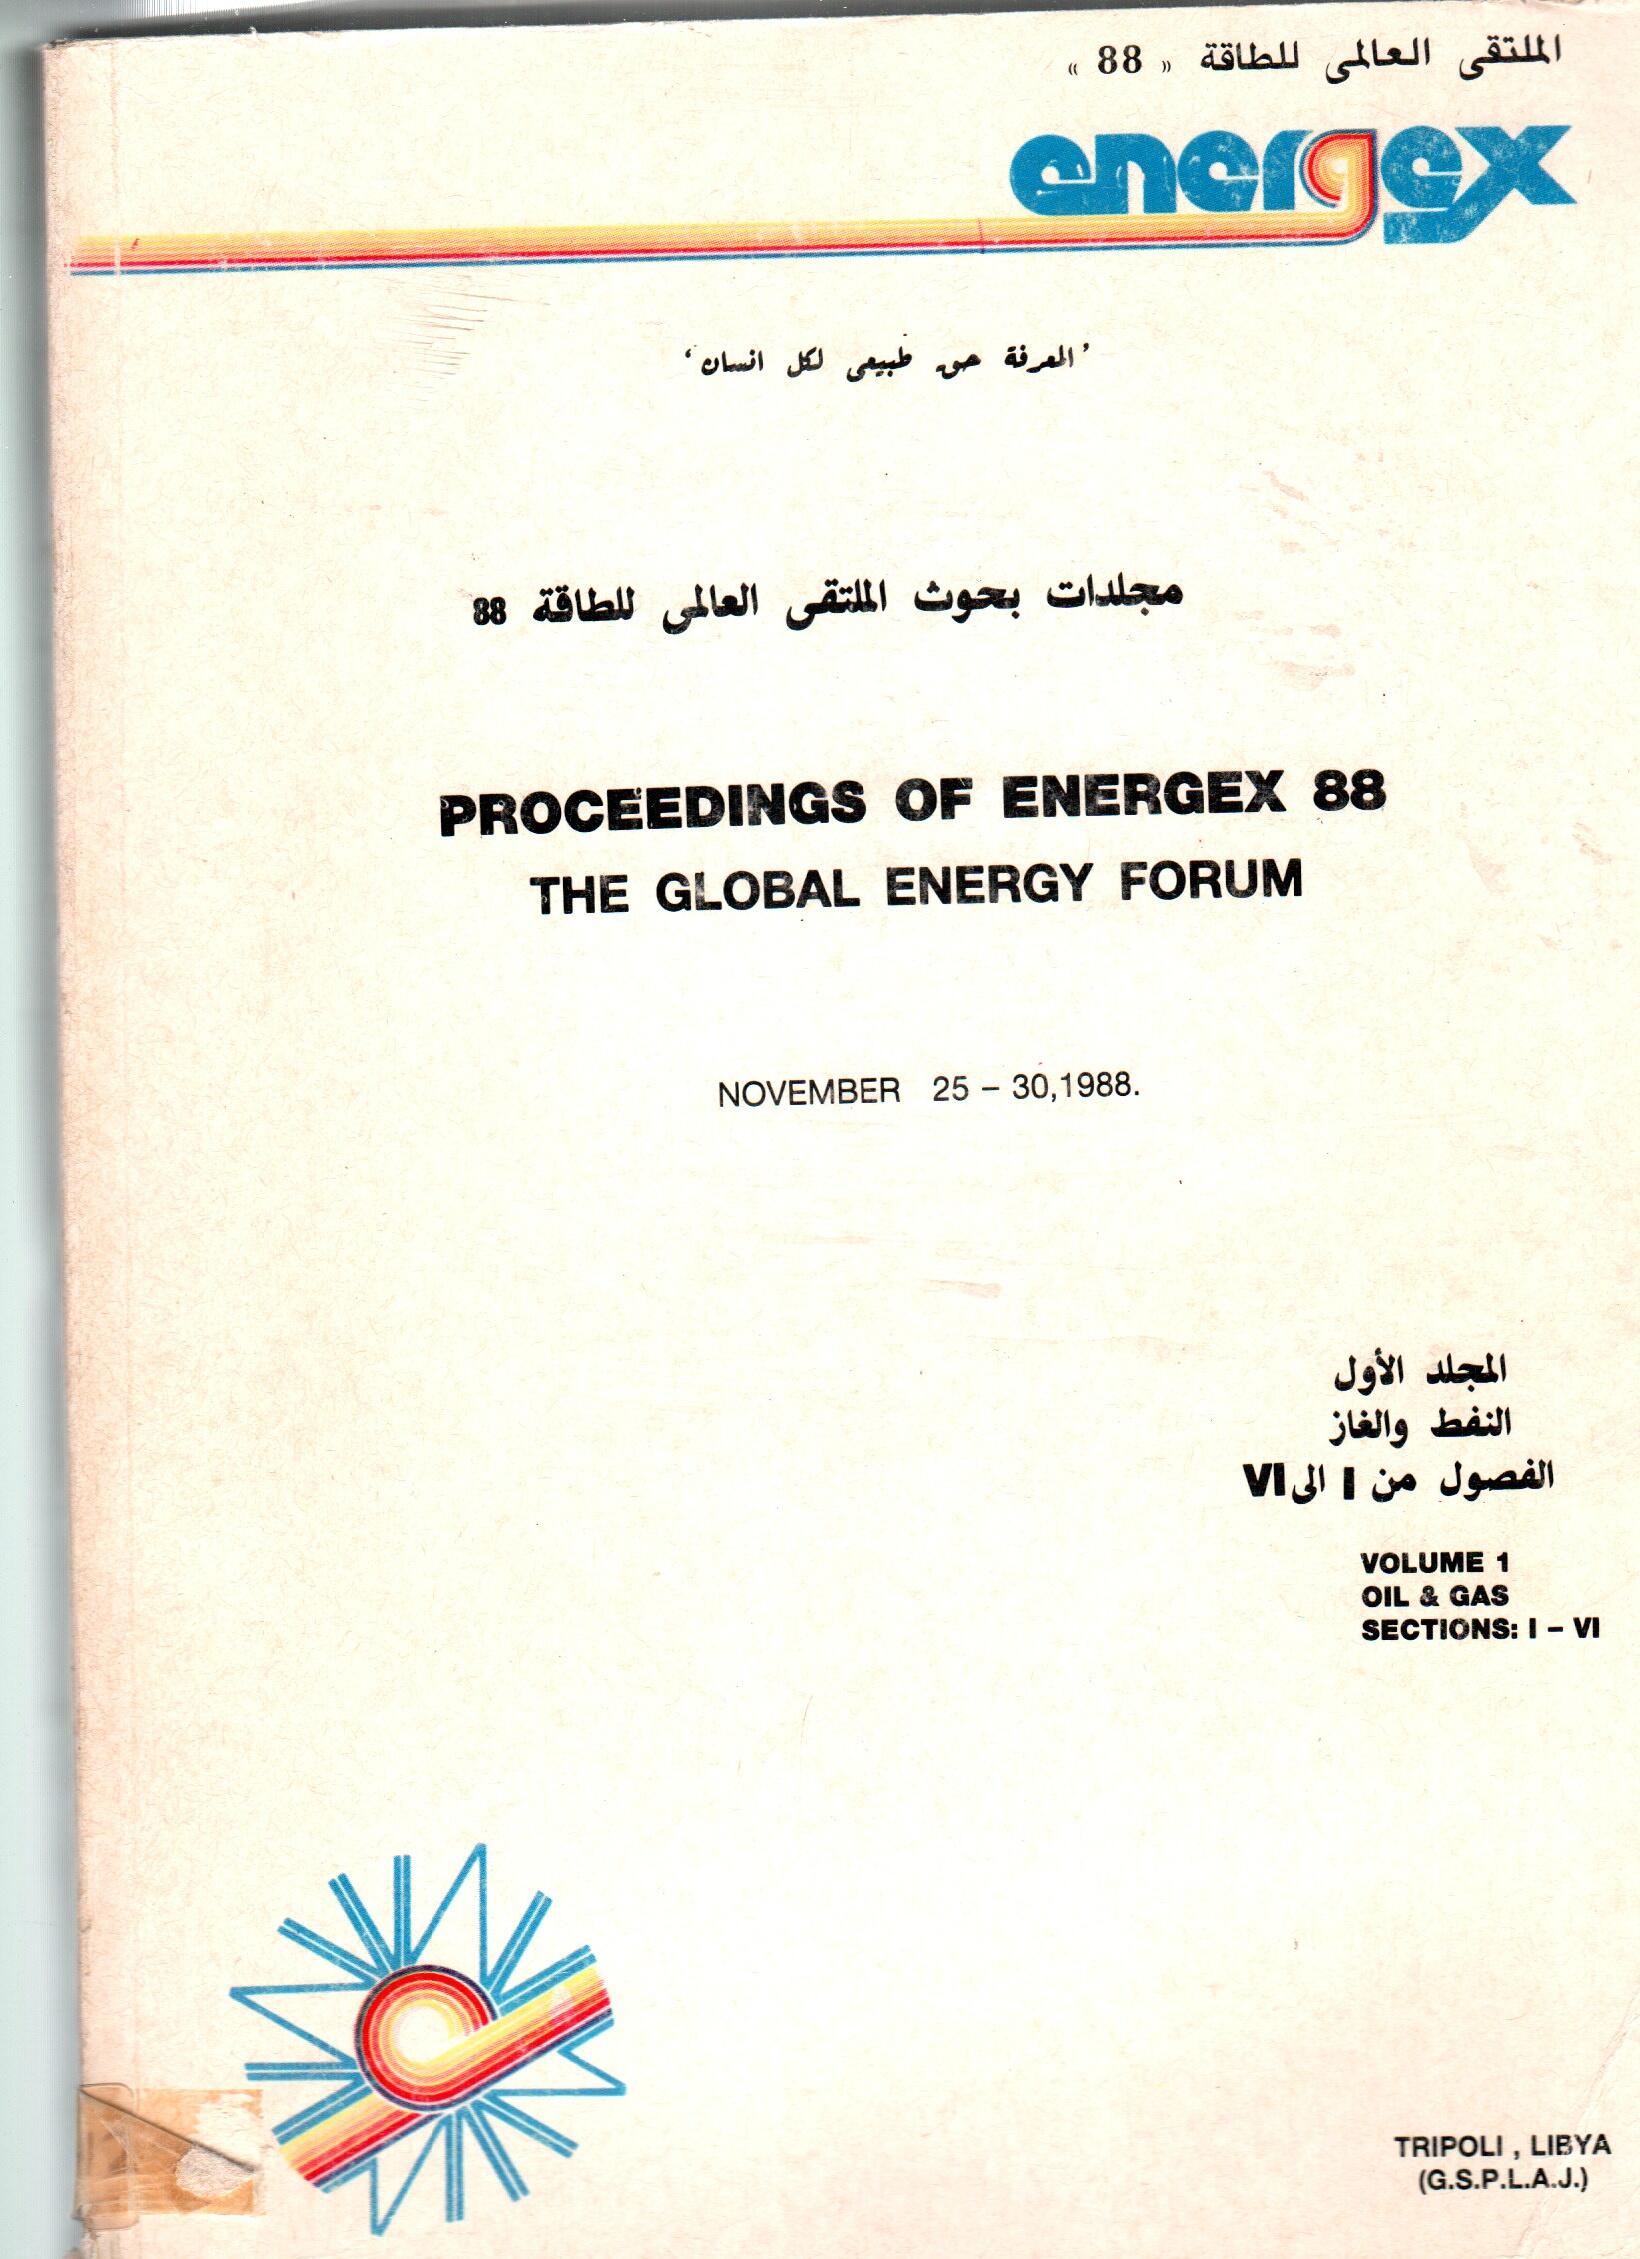 الملتقى العالمى للطاقة « 88 »
energex
'المعرفة حق طبيعى لكل انسان'
مجلدات بحوث الملتقى العالمى للطاقة 88
PROCEEDINGS OF ENERGEX 88
THE GLOBAL ENERGY FORUM
NOVEMBER 25 – 30,1988.
المجلد الأول
النفط والغاز
الفصول من I الى VI
VOLUME 1
OIL & GAS
SECTIONS: I – VI
TRIPOLI , LIBYA
(G.S.P.L.A.J.)